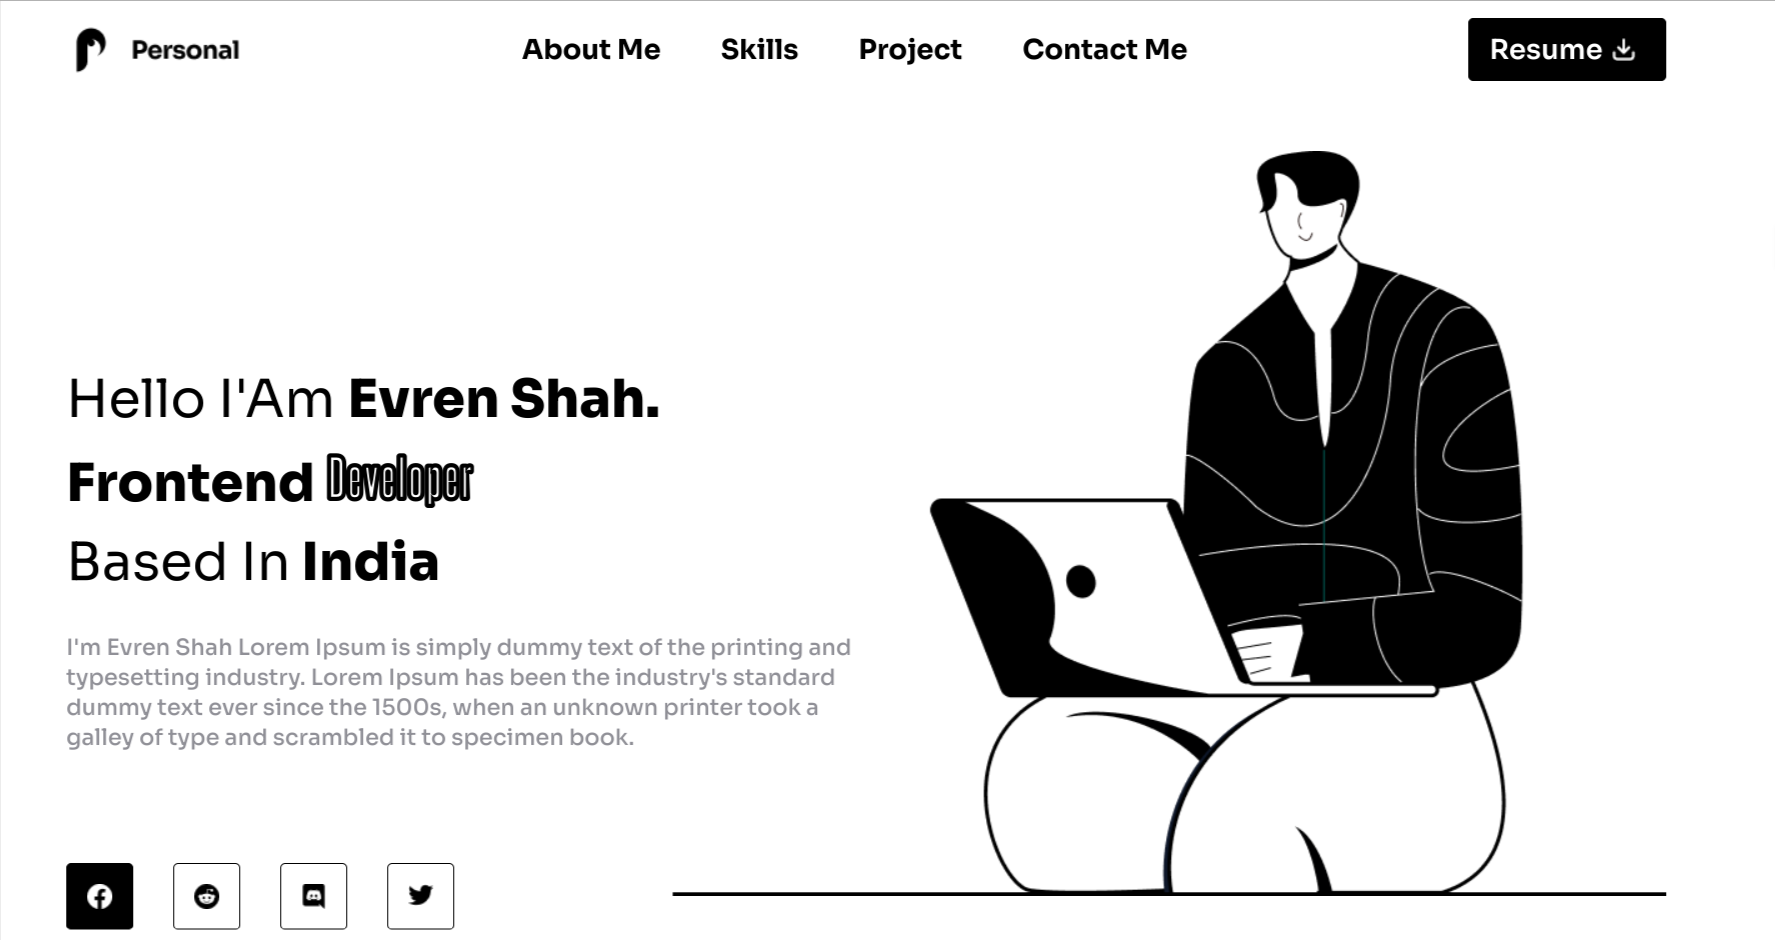 Personal
About Me Skills Project Contact Me
Resume
Hello I'Am Evren Shah.
Frontend Developer
Based In India
I'm Evren Shah Lorem Ipsum is simply dummy text of the printing and
typesetting industry. Lorem Ipsum has been the industry's standard
dummy text ever since the 1500s, when an unknown printer took a
galley of type and scrambled it to specimen book.